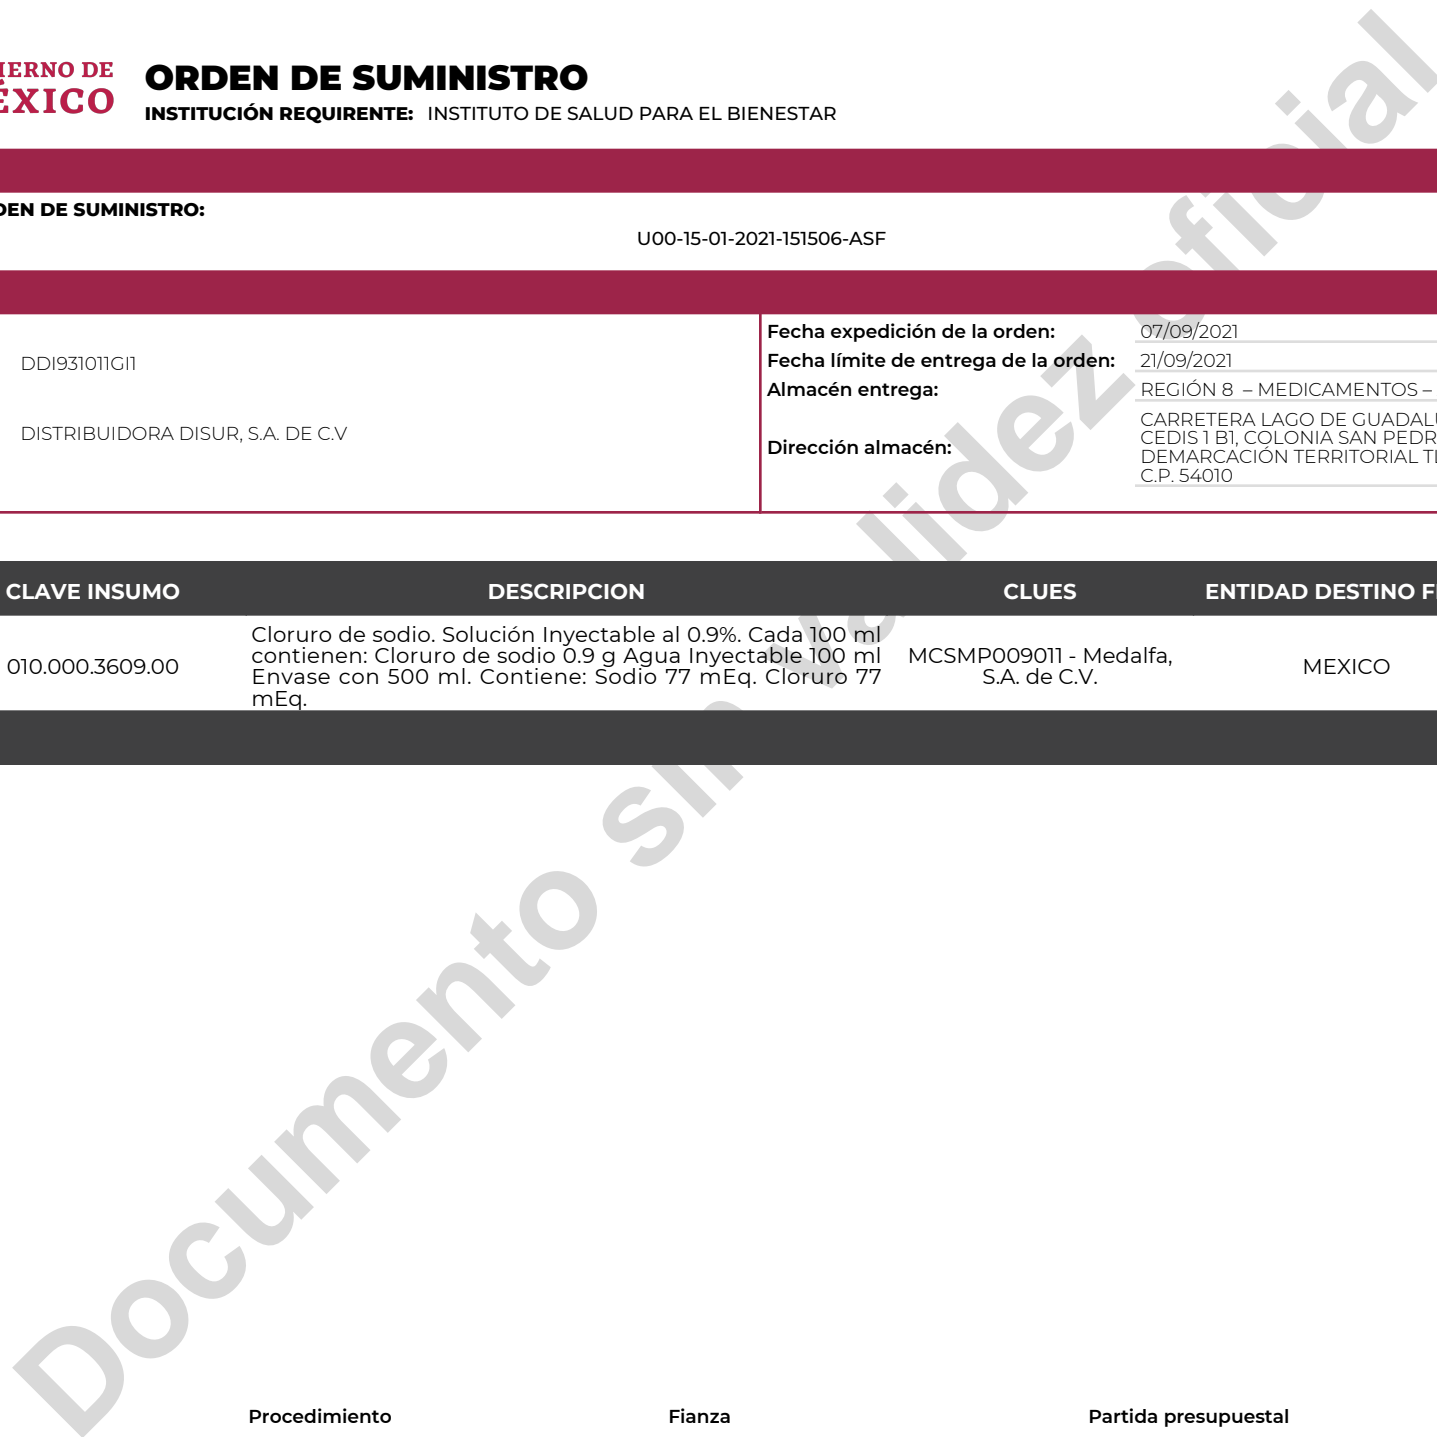 IERNO DE
ÉXICO
ORDEN DE SUMINISTRO
INSTITUCIÓN REQUIRENTE: INSTITUTO DE SALUD PARA EL BIENESTAR
DEN DE SUMINISTRO:
U00-15-01-2021-151506-ASF
DDI931011GI1
DISTRIBUIDORA DISUR, S.A. DE C.V
Fecha expedición de la orden: 07/09/2021
Fecha límite de entrega de la orden: 21/09/2021
Almacén entrega: REGIÓN 8 – MEDICAMENTOS –
Dirección almacén:
CARRETERA LAGO DE GUADALU
CEDIS 1 B1, COLONIA SAN PEDR
DEMARCACIÓN TERRITORIAL TL
C.P. 54010
CLAVE INSUMO DESCRIPCION CLUES ENTIDAD DESTINO FI
010.000.3609.00
Cloruro de sodio. Solución Inyectable al 0.9%. Cada 100 ml
contienen: Cloruro de sodio 0.9 g Agua Inyectable 100 ml
Envase con 500 ml. Contiene: Sodio 77 mEq. Cloruro 77
mEq.
MCSMP009011 - Medalfa,
S.A. de C.V.
MEXICO
Documento sin validez oficial
Procedimiento Fianza Partida presupuestal